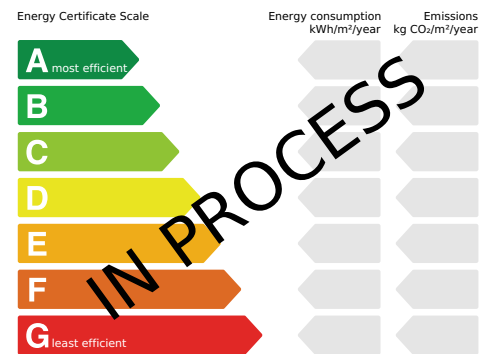 Energy Certificate Scale
Energy consumption
kWh/m²/year
Emissions
kg CO₂/m²/year
A most efficient
B
C
D
E
F
G least efficient
IN PROCESS